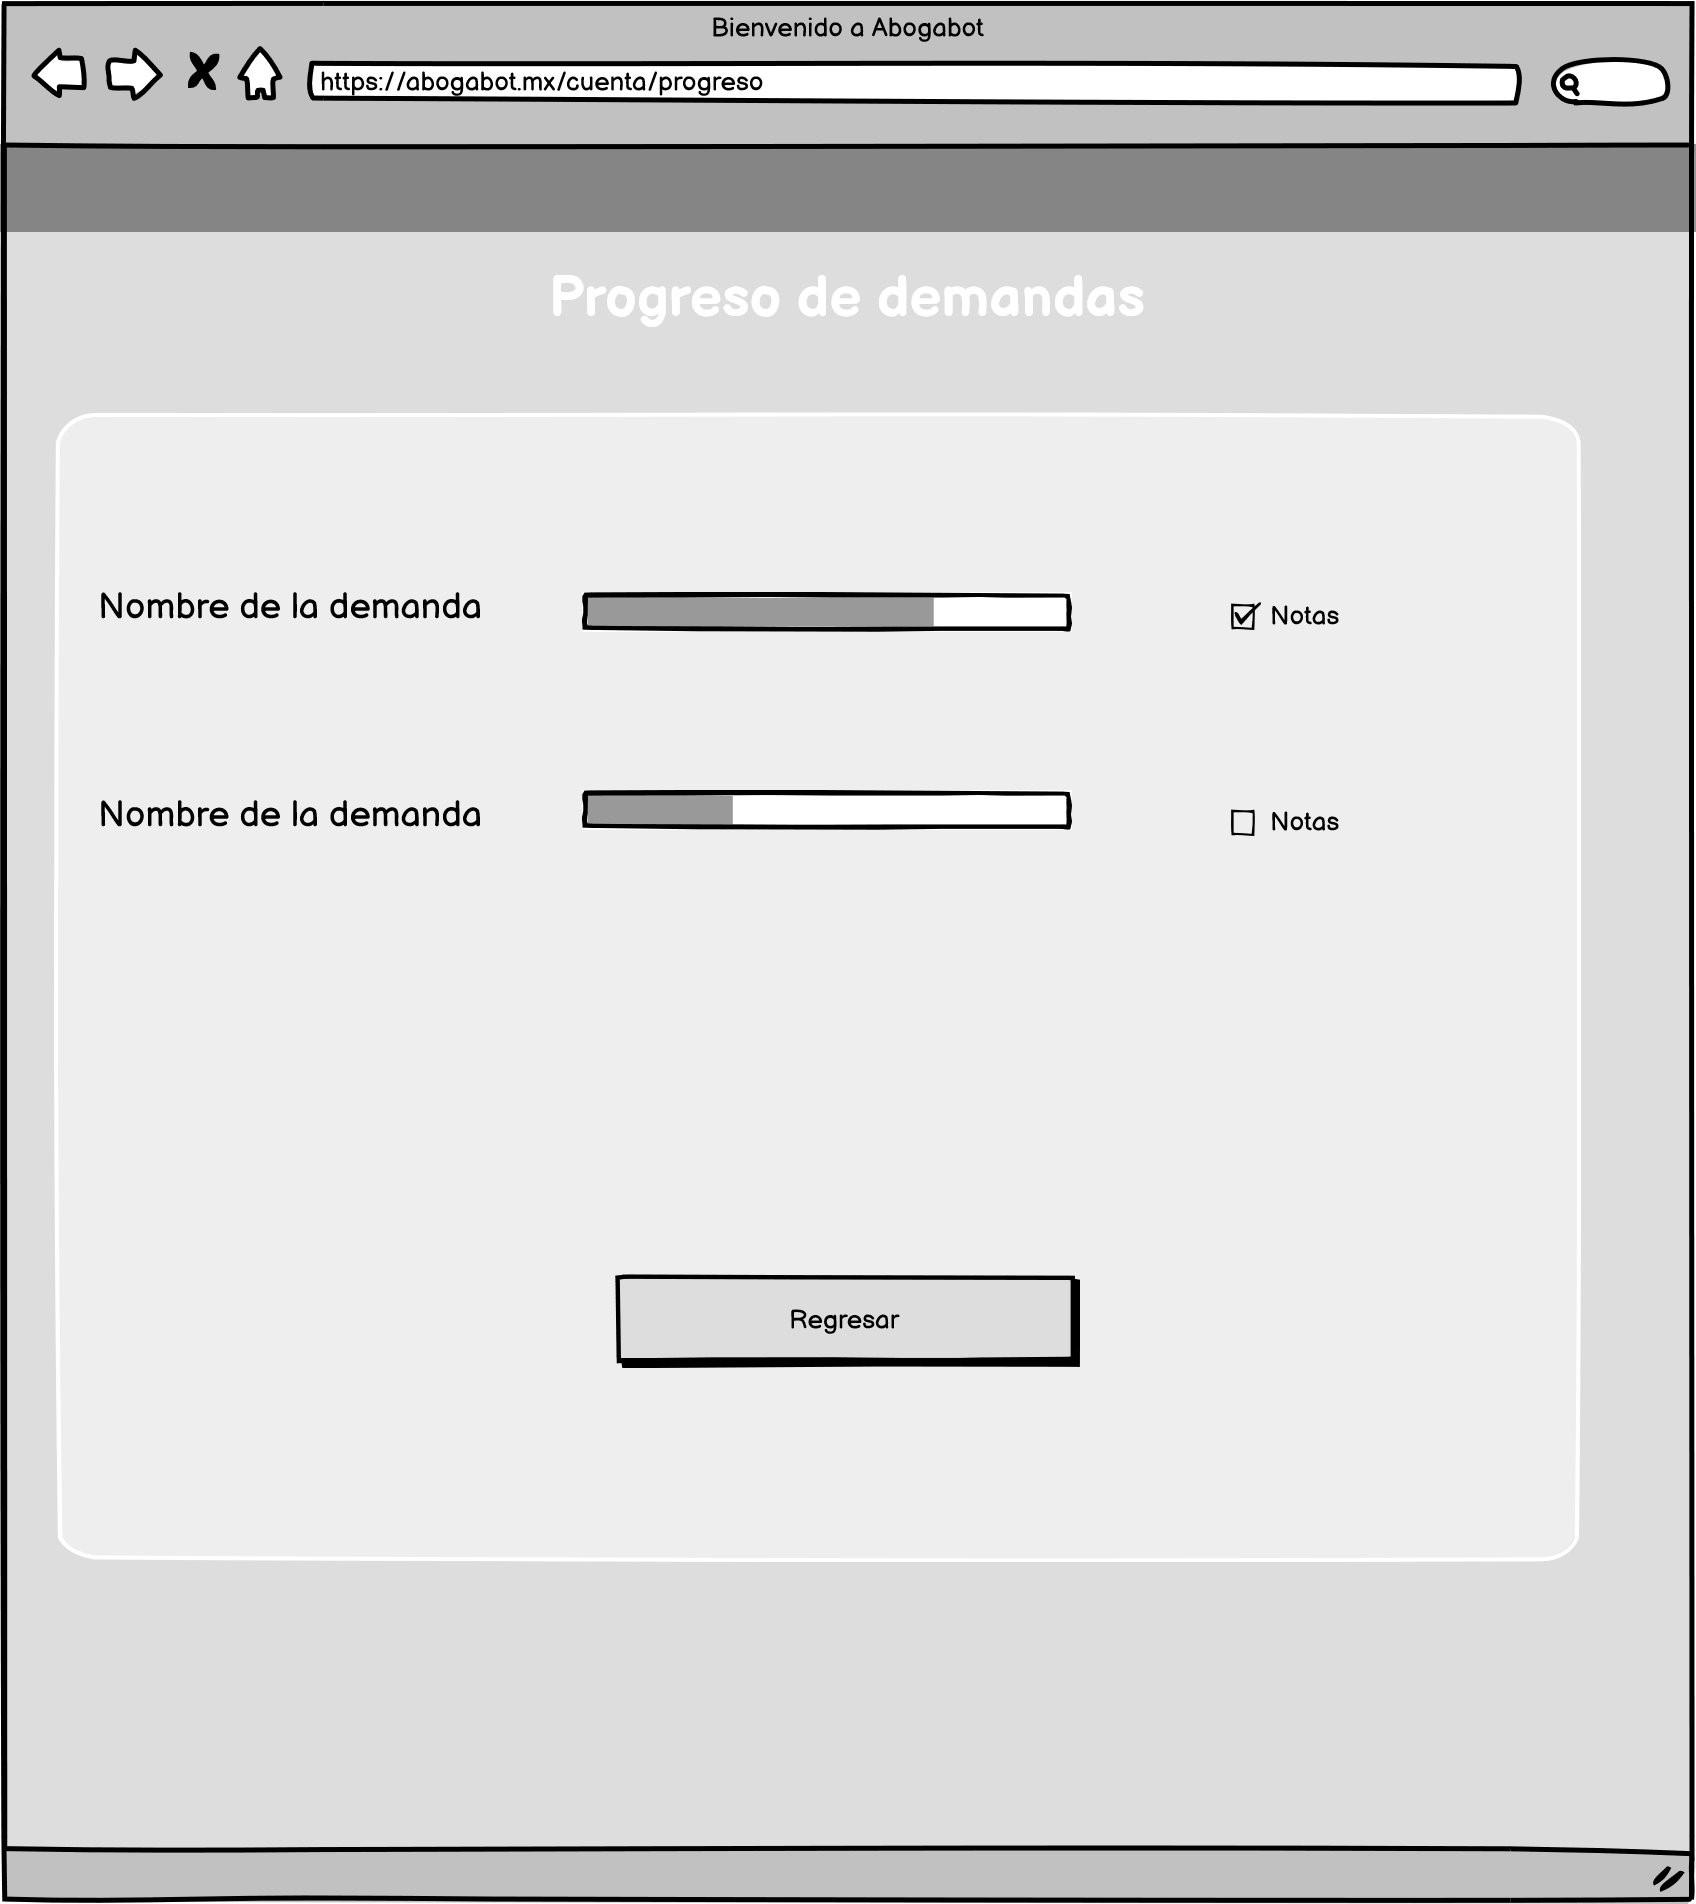 Bienvenido a Abogabot
https://abogabot.mx/cuenta/progreso
Progreso de demandas
Nombre de la demanda
Notas
Nombre de la demanda
Notas
Regresar